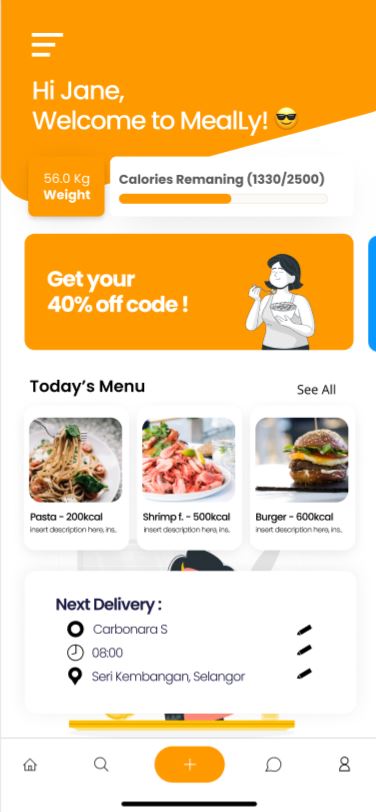 Hi Jane,
Welcome to MealLy! 😎
56.0 Kg
Weight
Calories Remaning (1330/2500)
Get your
40% off code !
Today's Menu
See All
Pasta - 200kcal
insert description here, ins..
Shrimp f. - 500kcal
insert description here, ins..
Burger - 600kcal
insert description here, ins..
Next Delivery :
Carbonara S
08:00
Seri Kembangan, Selangor